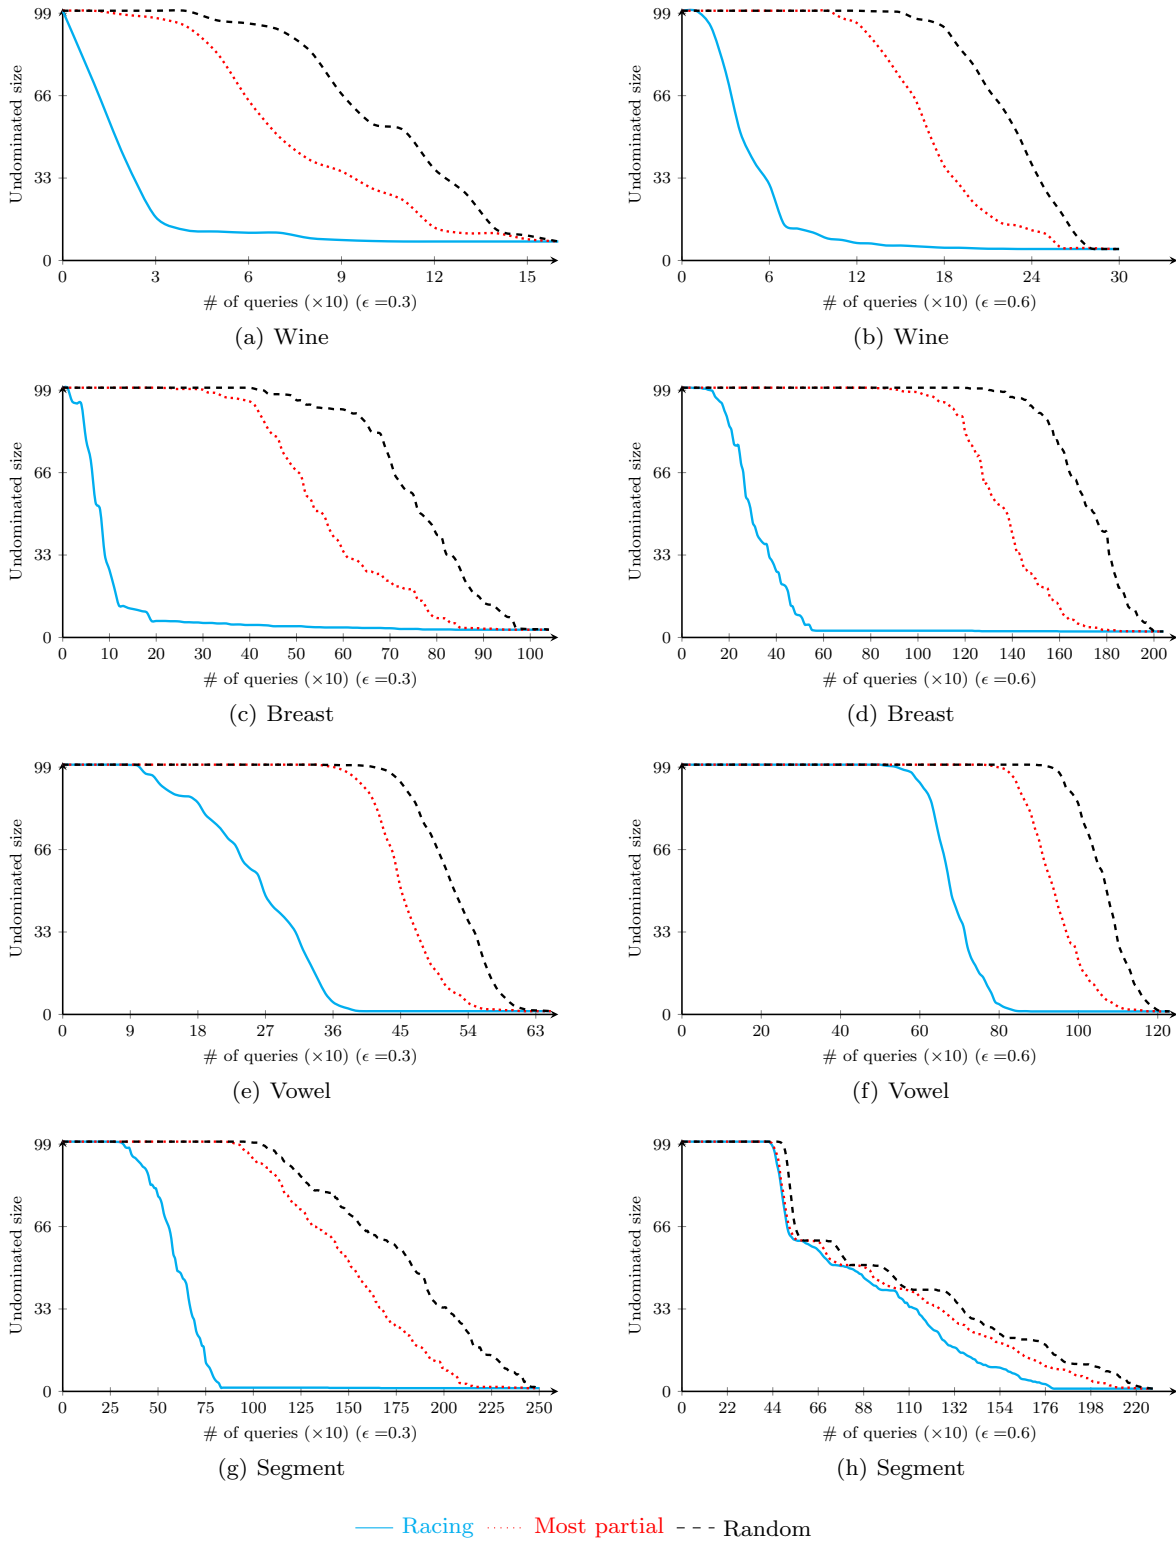 99
66
33
0
Undominated size
0 3 6 9 12 15
# of queries (×10) (ϵ =0.3)
(a) Wine
99
66
33
0
Undominated size
0 6 12 18 24 30
# of queries (×10) (ϵ =0.6)
(b) Wine
99
66
33
0
Undominated size
0 10 20 30 40 50 60 70 80 90 100
# of queries (×10) (ϵ =0.3)
(c) Breast
99
66
33
0
Undominated size
0 20 40 60 80 100 120 140 160 180 200
# of queries (×10) (ϵ =0.6)
(d) Breast
99
66
33
0
Undominated size
0 9 18 27 36 45 54 63
# of queries (×10) (ϵ =0.3)
(e) Vowel
99
66
33
0
Undominated size
0 20 40 60 80 100 120
# of queries (×10) (ϵ =0.6)
(f) Vowel
99
66
33
0
Undominated size
0 25 50 75 100 125 150 175 200 225 250
# of queries (×10) (ϵ =0.3)
(g) Segment
99
66
33
0
Undominated size
0 22 44 66 88 110 132 154 176 198 220
# of queries (×10) (ϵ =0.6)
(h) Segment
Racing Most partial Random